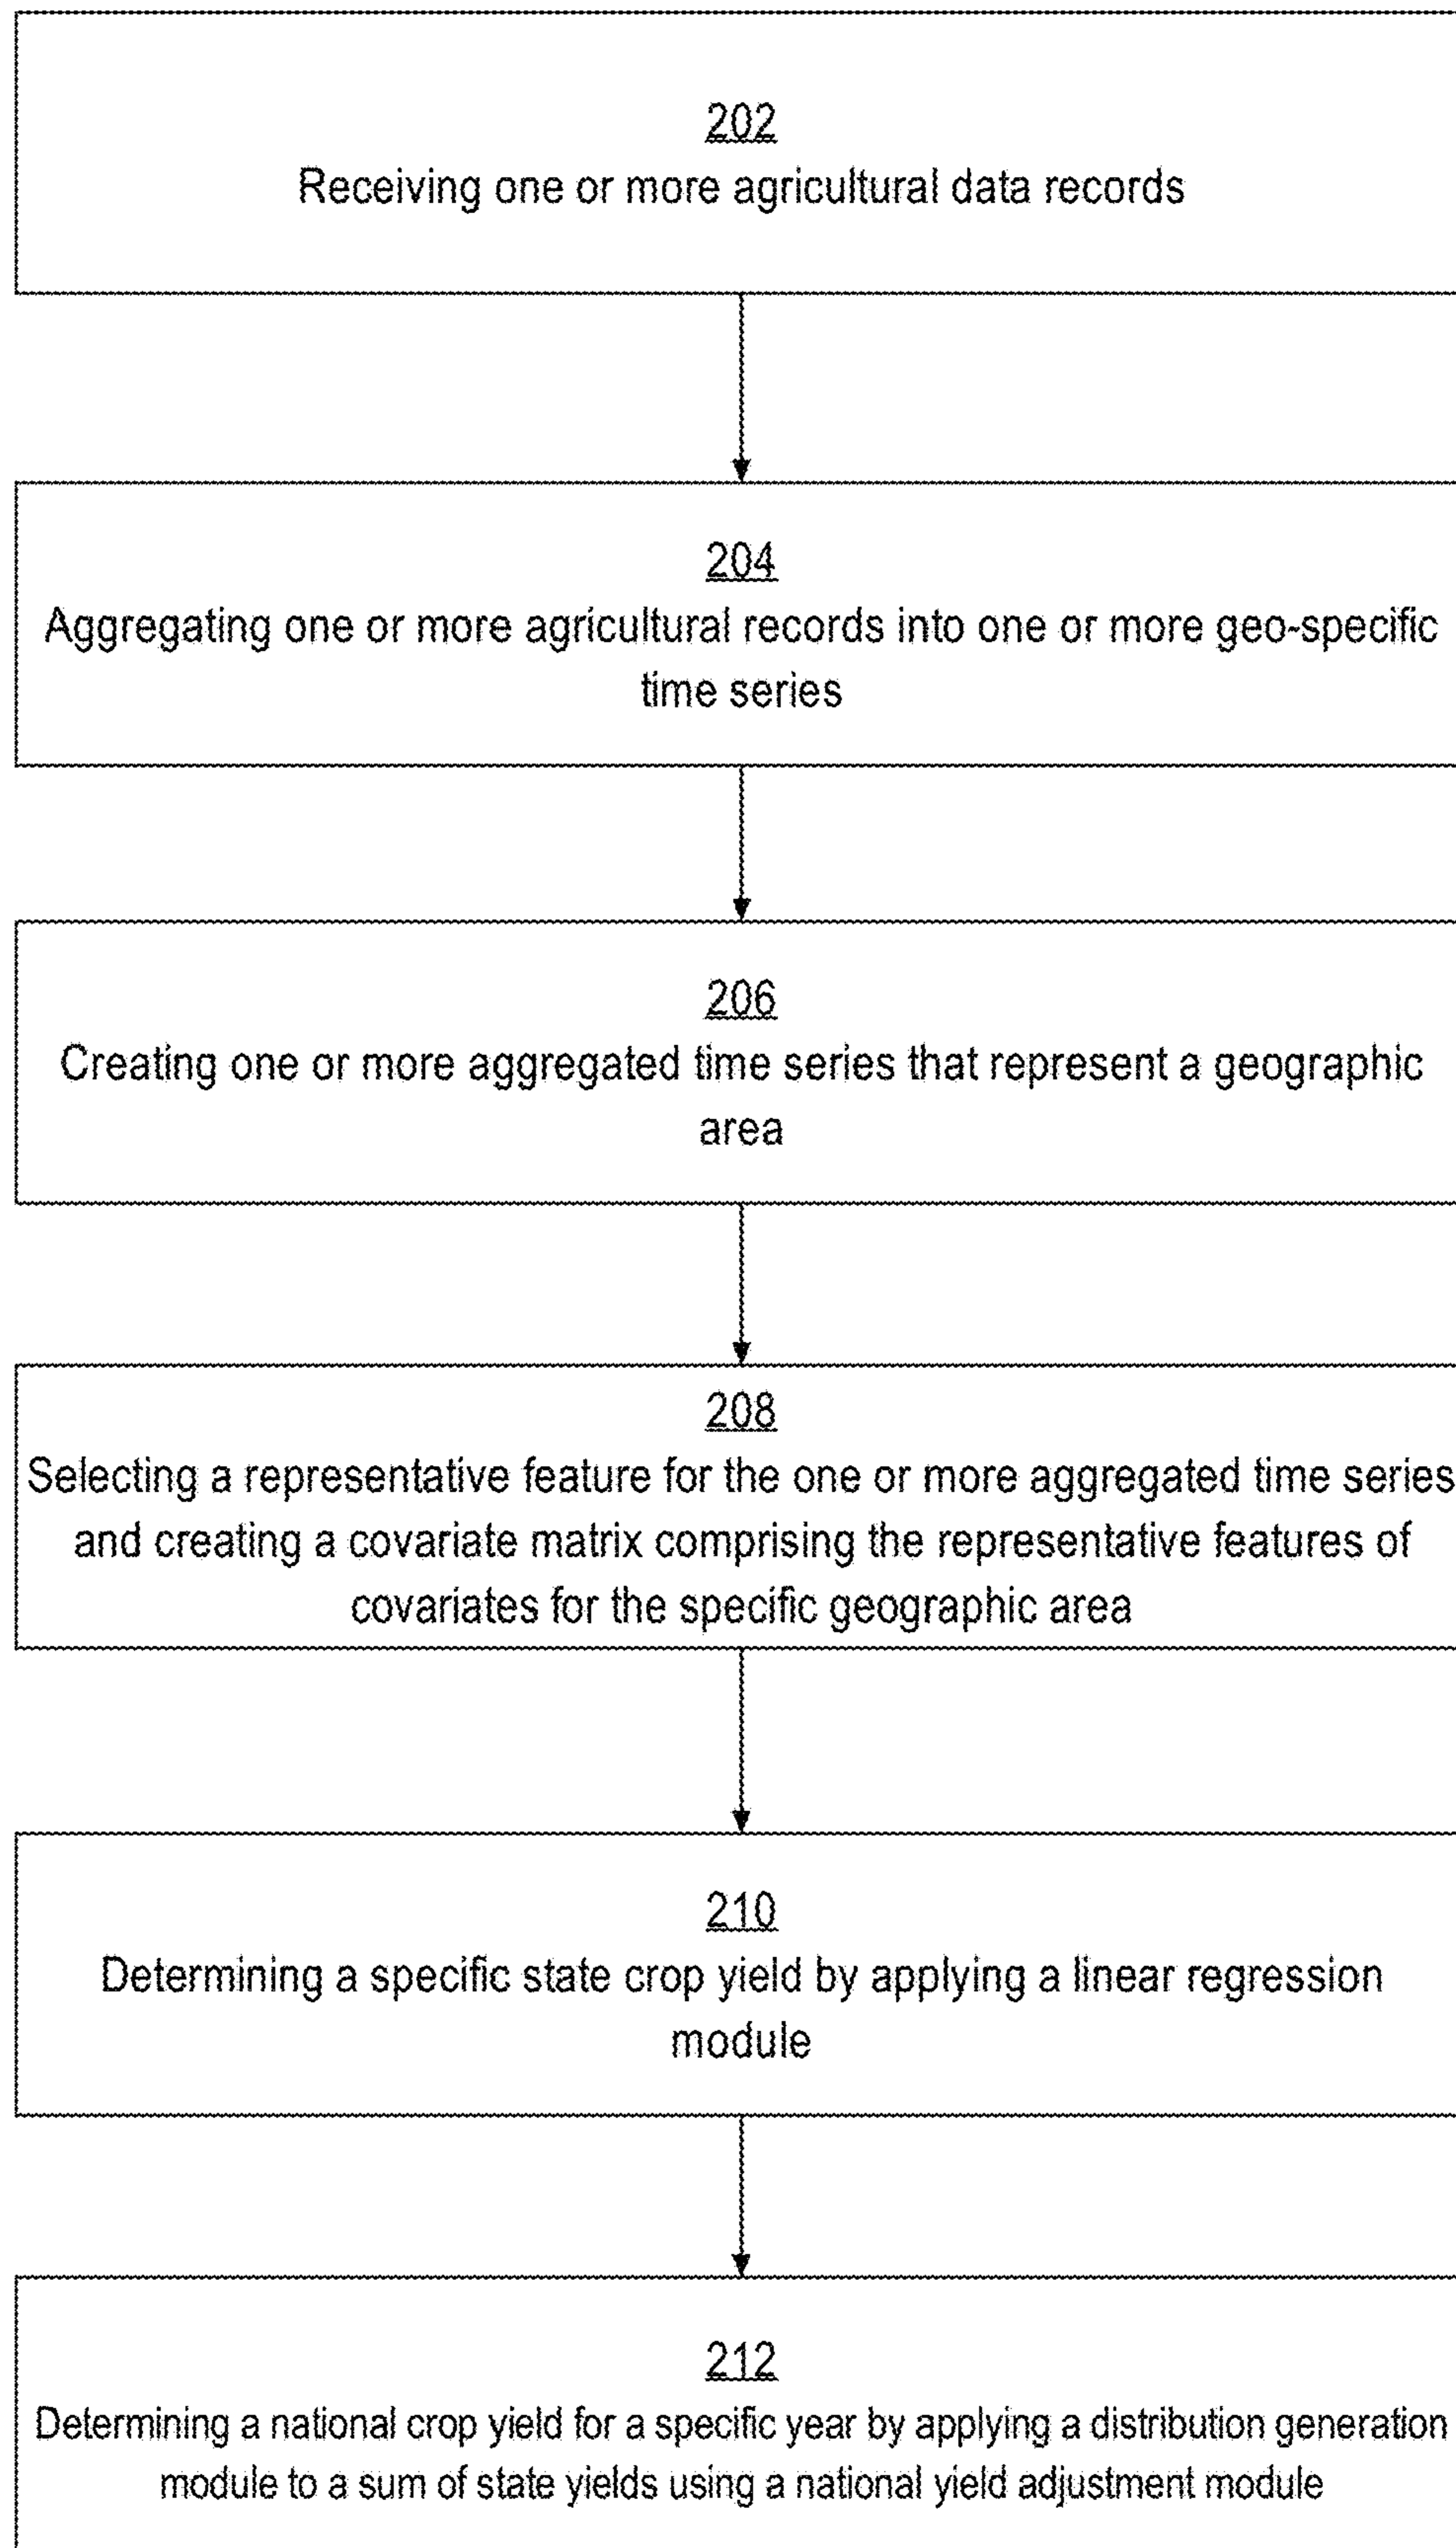 202
Receiving one or more agricultural data records
204
Aggregating one or more agricultural records into one or more geo-specific
time series
206
Creating one or more aggregated time series that represent a geographic
area
208
Selecting a representative feature for the one or more aggregated time series
and creating a covariate matrix comprising the representative features of
covariates for the specific geographic area
210
Determining a specific state crop yield by applying a linear regression
module
212
Determining a national crop yield for a specific year by applying a distribution generation
module to a sum of state yields using a national yield adjustment module